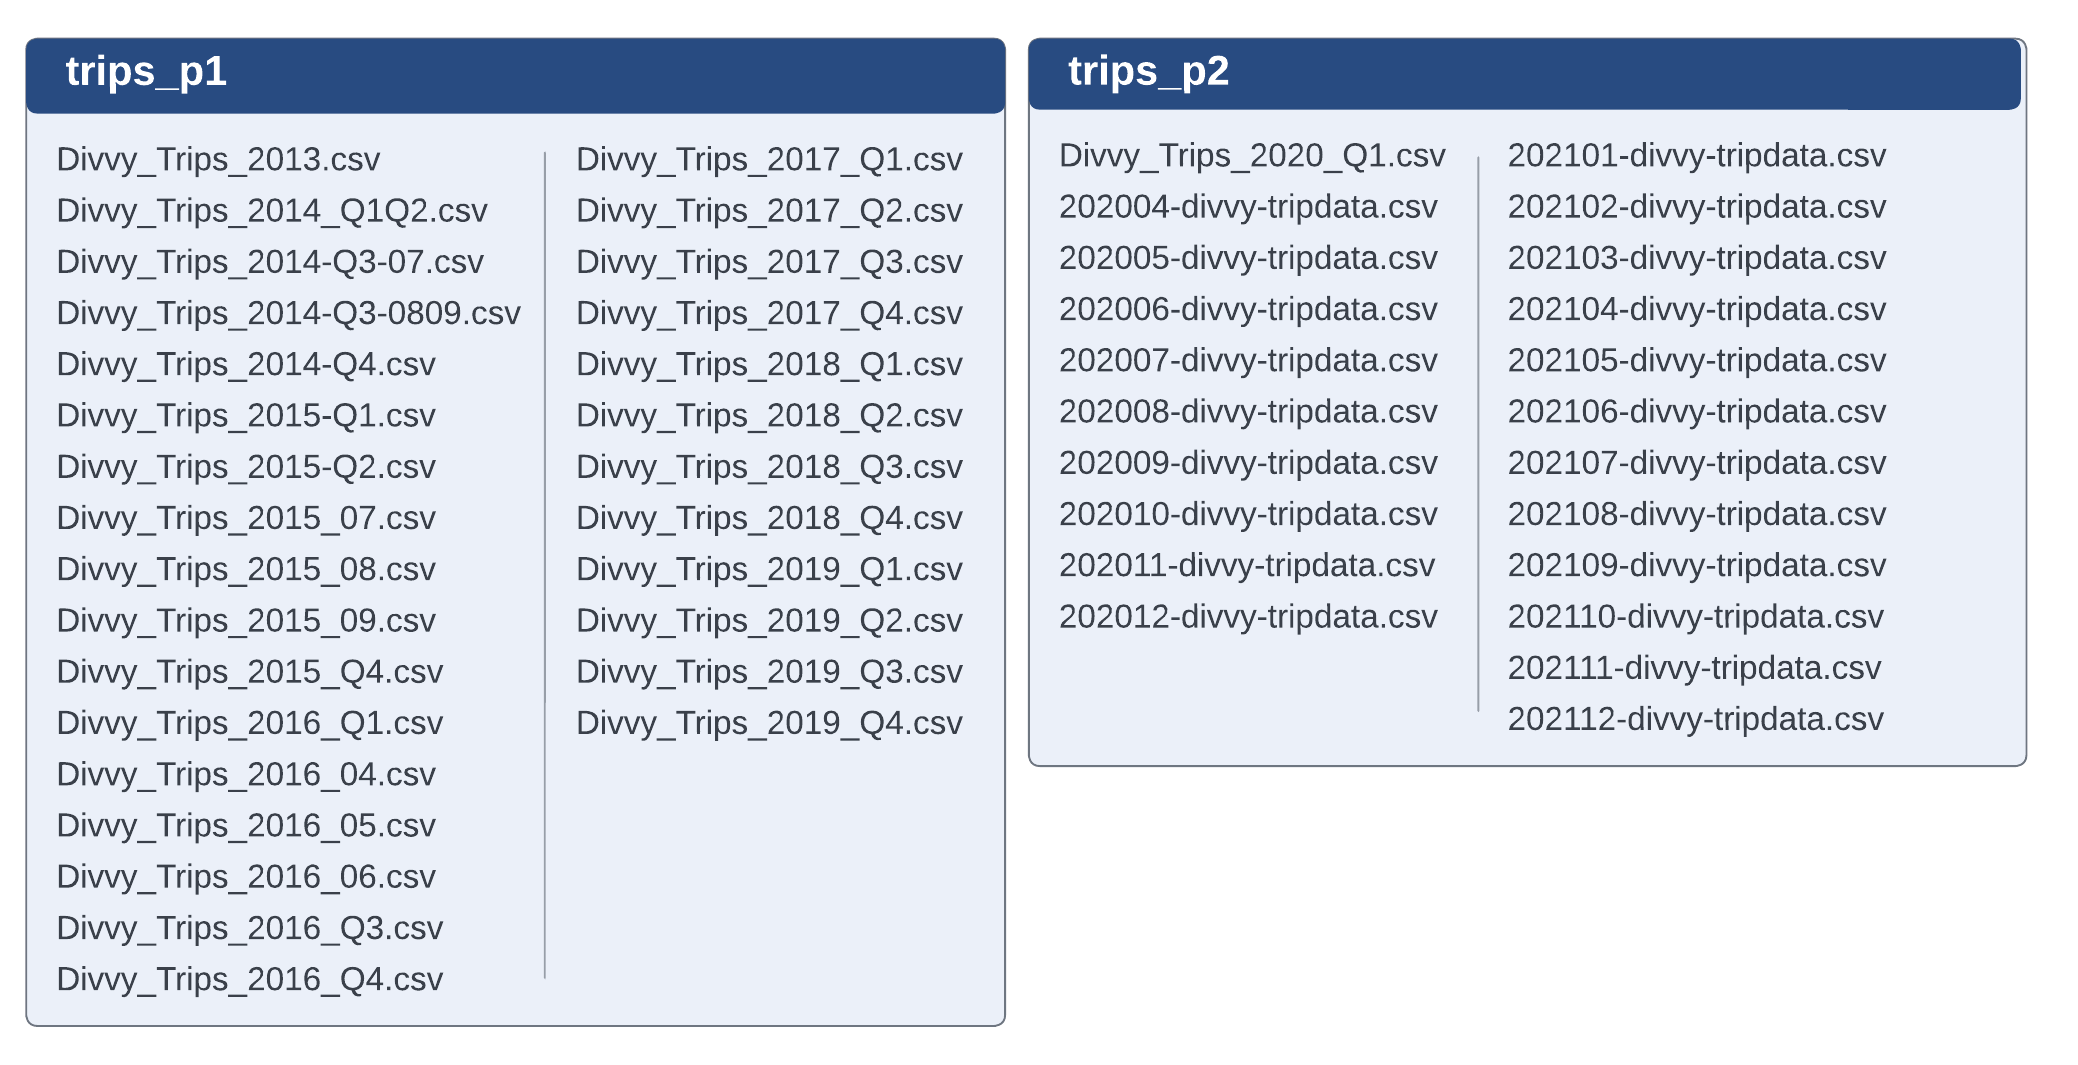 trips_p1
Divvy_Trips_2013.csv
Divvy_Trips_2014_Q1Q2.csv
Divvy_Trips_2014-Q3-07.csv
Divvy_Trips_2014-Q3-0809.csv
Divvy_Trips_2014-Q4.csv
Divvy_Trips_2015-Q1.csv
Divvy_Trips_2015-Q2.csv
Divvy_Trips_2015_07.csv
Divvy_Trips_2015_08.csv
Divvy_Trips_2015_09.csv
Divvy_Trips_2015_Q4.csv
Divvy_Trips_2016_Q1.csv
Divvy_Trips_2016_04.csv
Divvy_Trips_2016_05.csv
Divvy_Trips_2016_06.csv
Divvy_Trips_2016_Q3.csv
Divvy_Trips_2016_Q4.csv
Divvy_Trips_2017_Q1.csv
Divvy_Trips_2017_Q2.csv
Divvy_Trips_2017_Q3.csv
Divvy_Trips_2017_Q4.csv
Divvy_Trips_2018_Q1.csv
Divvy_Trips_2018_Q2.csv
Divvy_Trips_2018_Q3.csv
Divvy_Trips_2018_Q4.csv
Divvy_Trips_2019_Q1.csv
Divvy_Trips_2019_Q2.csv
Divvy_Trips_2019_Q3.csv
Divvy_Trips_2019_Q4.csv
trips_p2
Divvy_Trips_2020_Q1.csv
202004-divvy-tripdata.csv
202005-divvy-tripdata.csv
202006-divvy-tripdata.csv
202007-divvy-tripdata.csv
202008-divvy-tripdata.csv
202009-divvy-tripdata.csv
202010-divvy-tripdata.csv
202011-divvy-tripdata.csv
202012-divvy-tripdata.csv
202101-divvy-tripdata.csv
202102-divvy-tripdata.csv
202103-divvy-tripdata.csv
202104-divvy-tripdata.csv
202105-divvy-tripdata.csv
202106-divvy-tripdata.csv
202107-divvy-tripdata.csv
202108-divvy-tripdata.csv
202109-divvy-tripdata.csv
202110-divvy-tripdata.csv
202111-divvy-tripdata.csv
202112-divvy-tripdata.csv